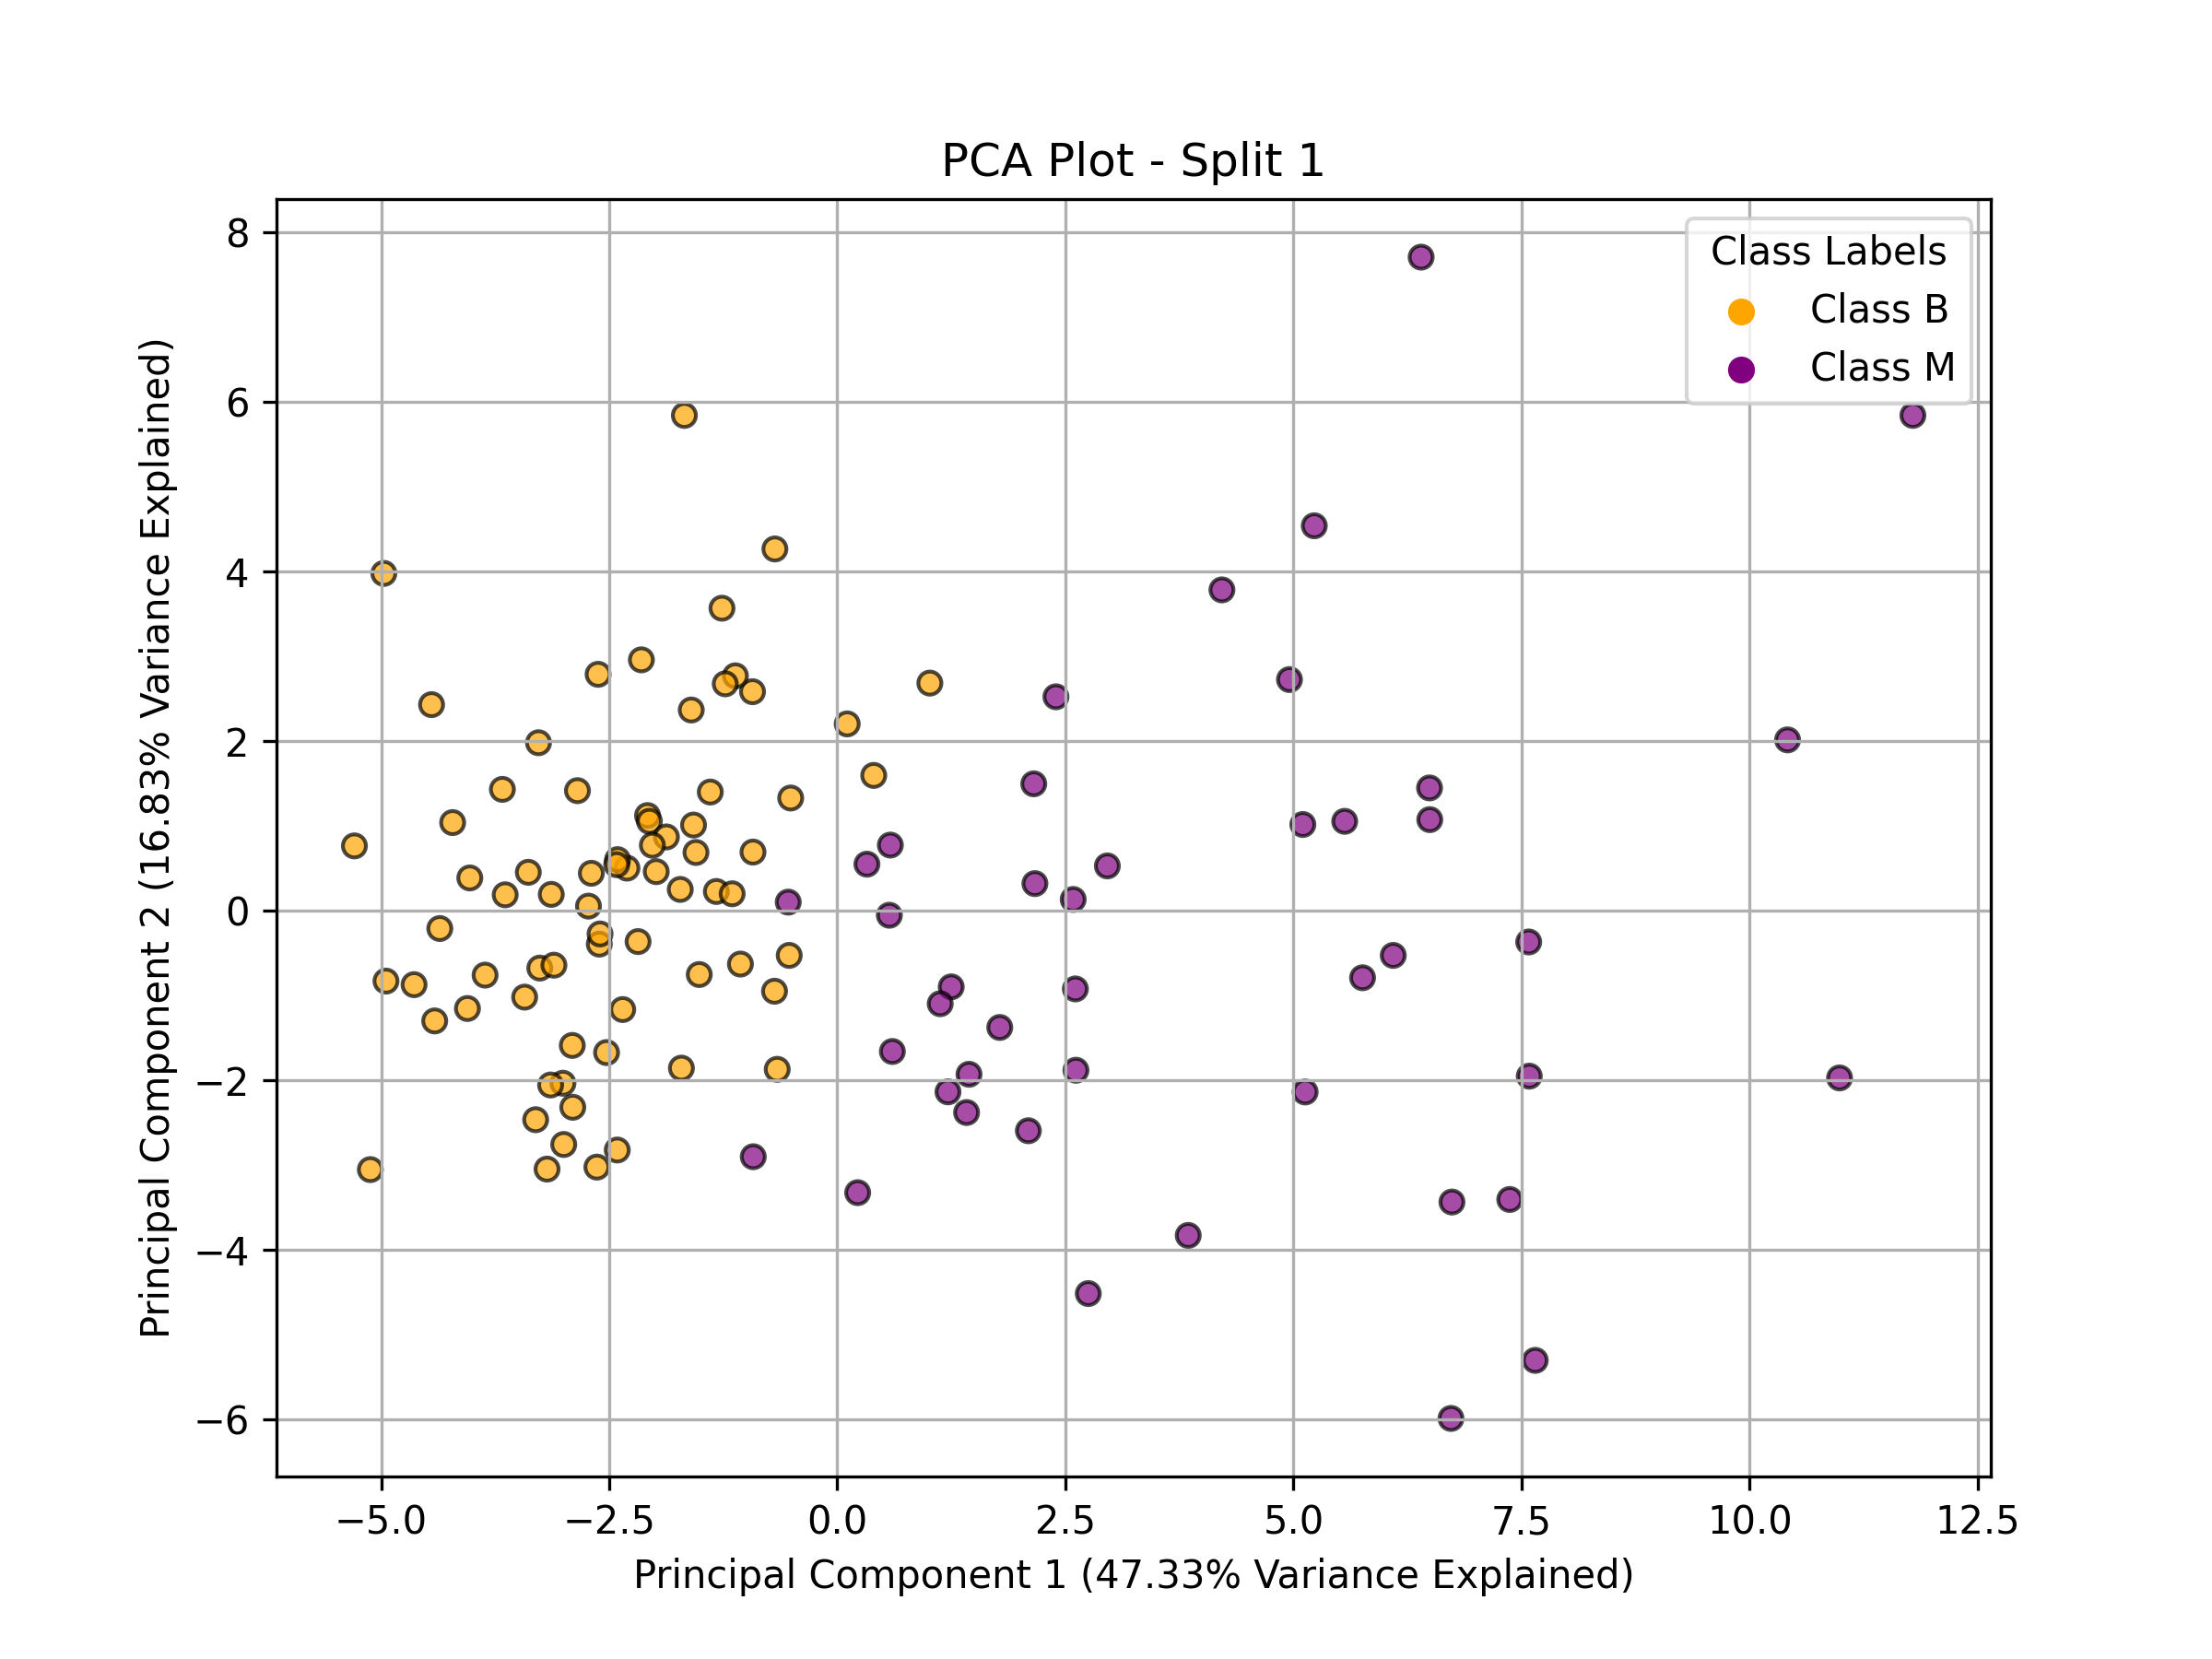 PCA Plot - Split 1
Class Labels
Class B
Class M
8
6
4
2
0
−2
−4
−6
Principal Component 2 (16.83% Variance Explained)
−5.0 −2.5 0.0 2.5 5.0 7.5 10.0 12.5
Principal Component 1 (47.33% Variance Explained)